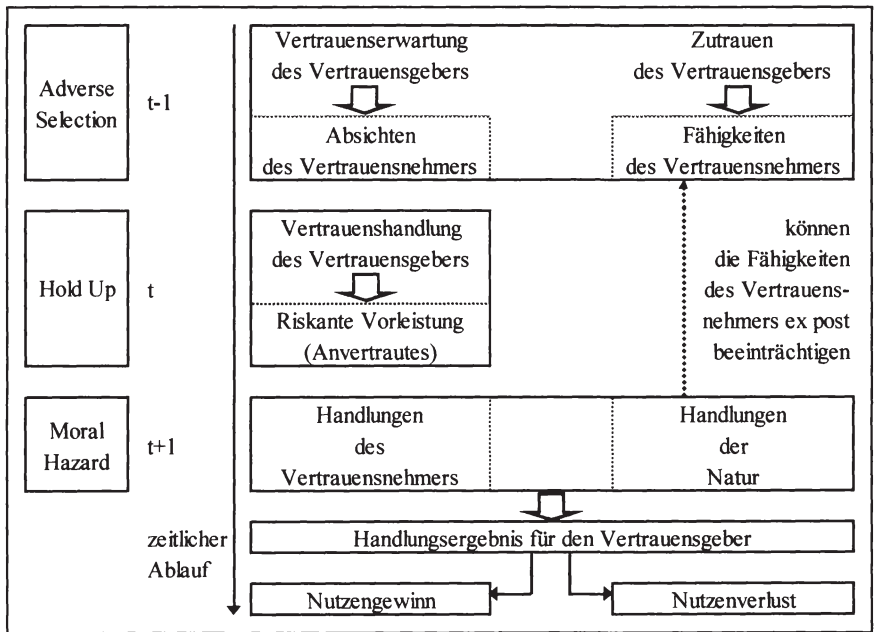 Adverse
Selection
t-1
Vertrauenserwartung
des Vertrauensgebers
Zutrauen
des Vertrauensgebers
Absichten
des Vertrauensnehmers
Fähigkeiten
des Vertrauensnehmers
Hold Up
t
Vertrauenshandlung
des Vertrauensgebers
Riskante Vorleistung
(Anvertrautes)
können
die Fähigkeiten
des Vertrauens-
nehmers ex post
beeinträchtigen
Moral
Hazard
t+1
Handlungen
des
Vertrauensnehmers
Handlungen
der
Natur
zeitlicher
Ablauf
Handlungsergebnis für den Vertrauensgeber
Nutzengewinn
Nutzenverlust